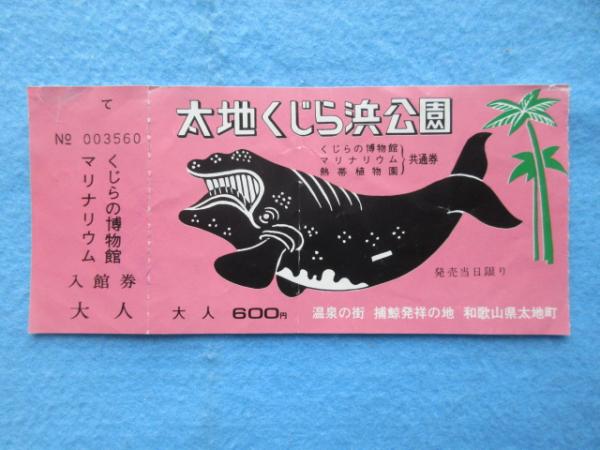 て
№ 003560
くじらの博物館
マリナリウム
入館券
大人
太地くじら浜公園
くじらの博物館
マリナリウム
熱帯植物園
共通券
発売当日限り
大人 600円
温泉の街 捕鯨発祥の地 和歌山県太地町